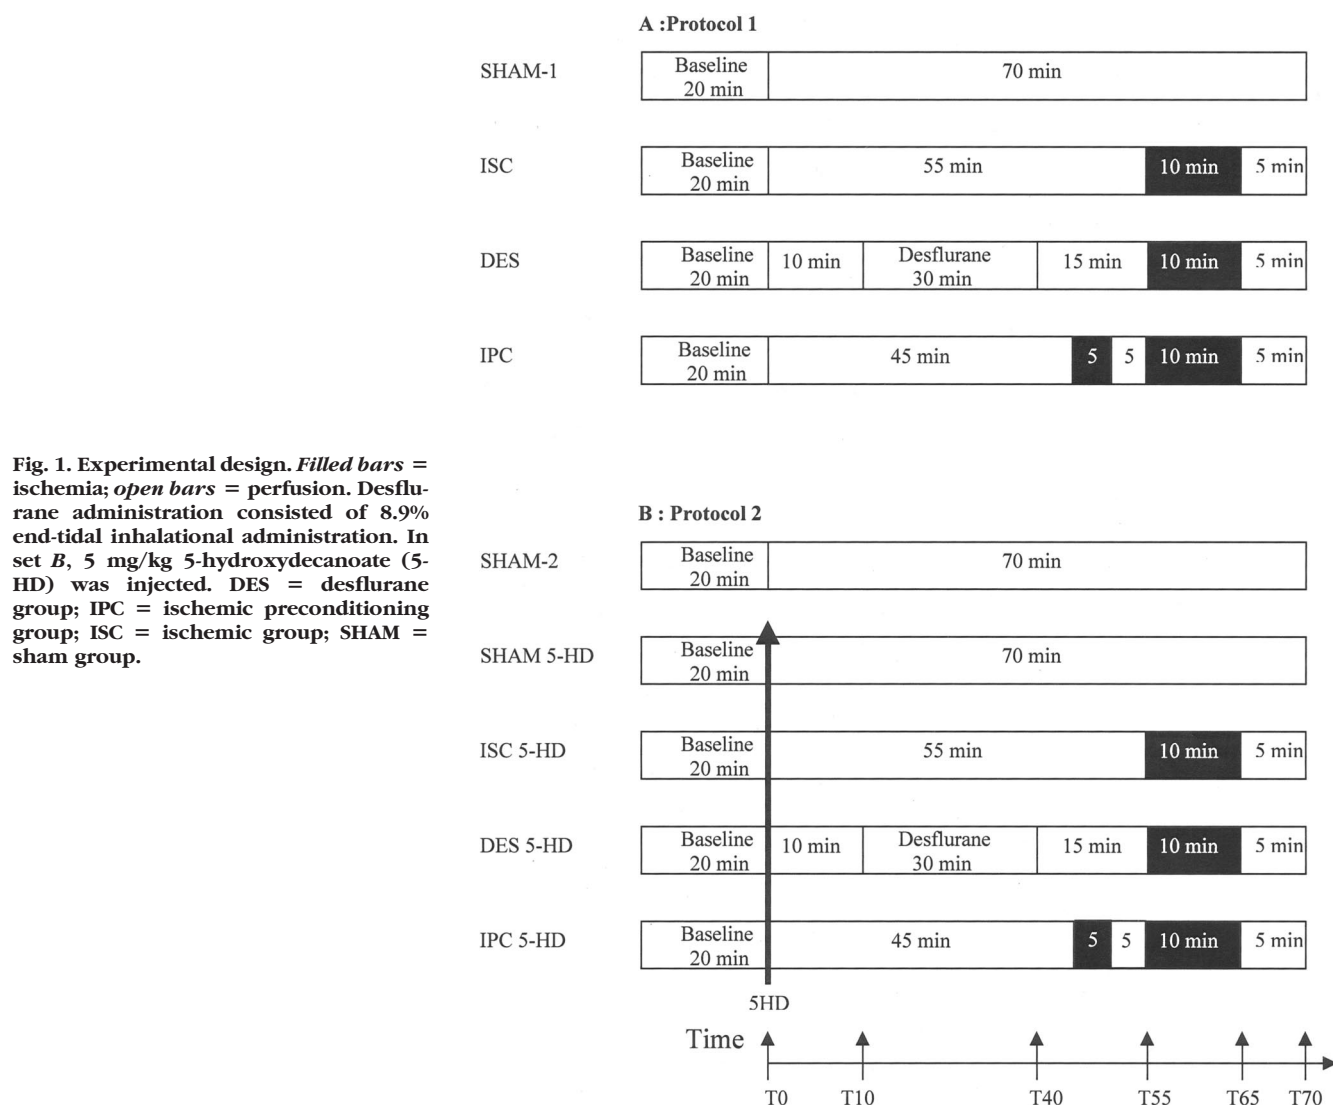 A :Protocol 1
SHAM-1
Baseline
20 min
70 min
ISC
Baseline
20 min
55 min
10 min
5 min
DES
Baseline
20 min
10 min
Desflurane
30 min
15 min
10 min
5 min
IPC
Baseline
20 min
45 min
5
5
10 min
5 min
Fig. 1. Experimental design. Filled bars =
ischemia; open bars = perfusion. Desflu-
rane administration consisted of 8.9%
end-tidal inhalational administration. In
set B, 5 mg/kg 5-hydroxydecanoate (5-
HD) was injected. DES = desflurane
group; IPC = ischemic preconditioning
group; ISC = ischemic group; SHAM =
sham group.
B : Protocol 2
SHAM-2
Baseline
20 min
70 min
SHAM 5-HD
Baseline
20 min
70 min
ISC 5-HD
Baseline
20 min
55 min
10 min
5 min
DES 5-HD
Baseline
20 min
10 min
Desflurane
30 min
15 min
10 min
5 min
IPC 5-HD
Baseline
20 min
45 min
5
5
10 min
5 min
5HD
Time
T0
T10
T40
T55
T65
T70